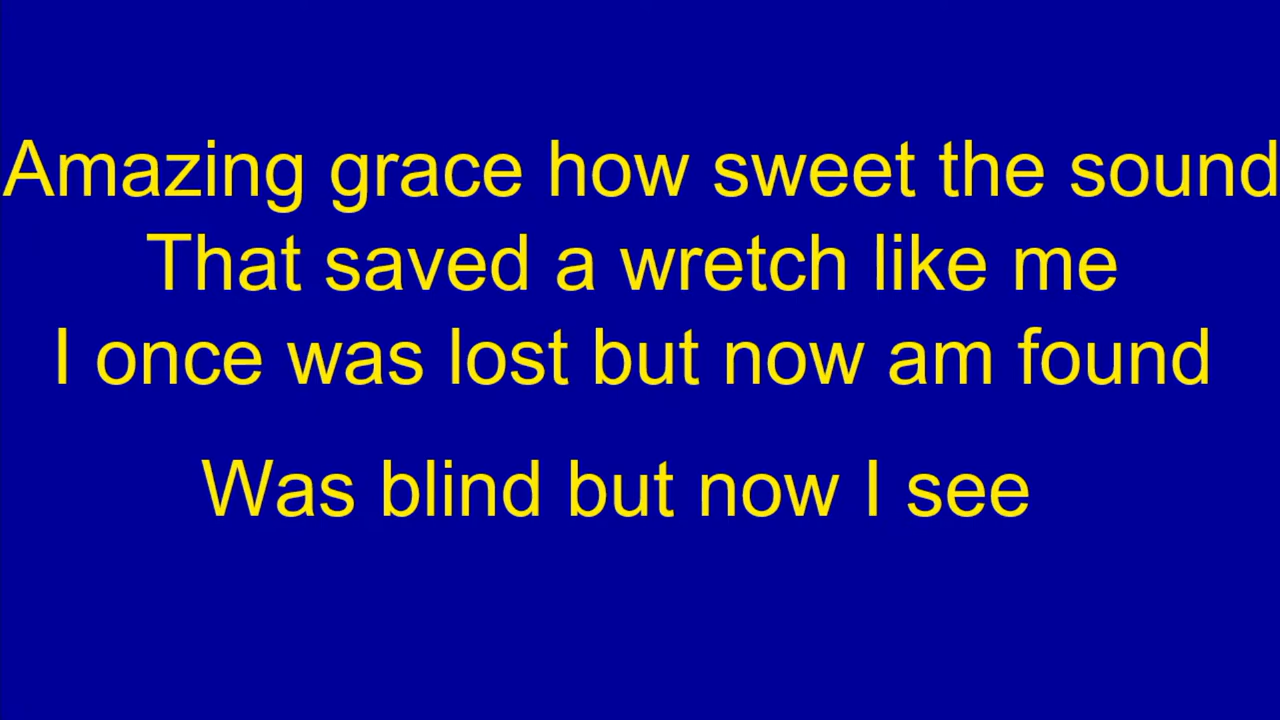 Amazing grace how sweet the sound
That saved a wretch like me
I once was lost but now am found
Was blind but now I see